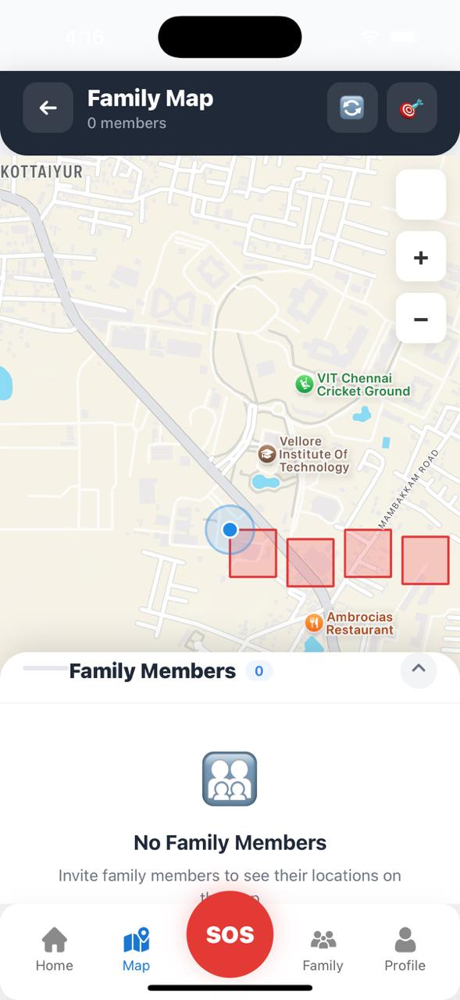 4:16
Family Map
0 members
KOTTAIYUR
+
−
VIT Chennai
Cricket Ground
Vellore
Institute Of
Technology
MAMBAKKAM ROAD
Ambrocias
Restaurant
Family Members 0
No Family Members
Invite family members to see their locations on
SOS
Home
Map
Family
Profile